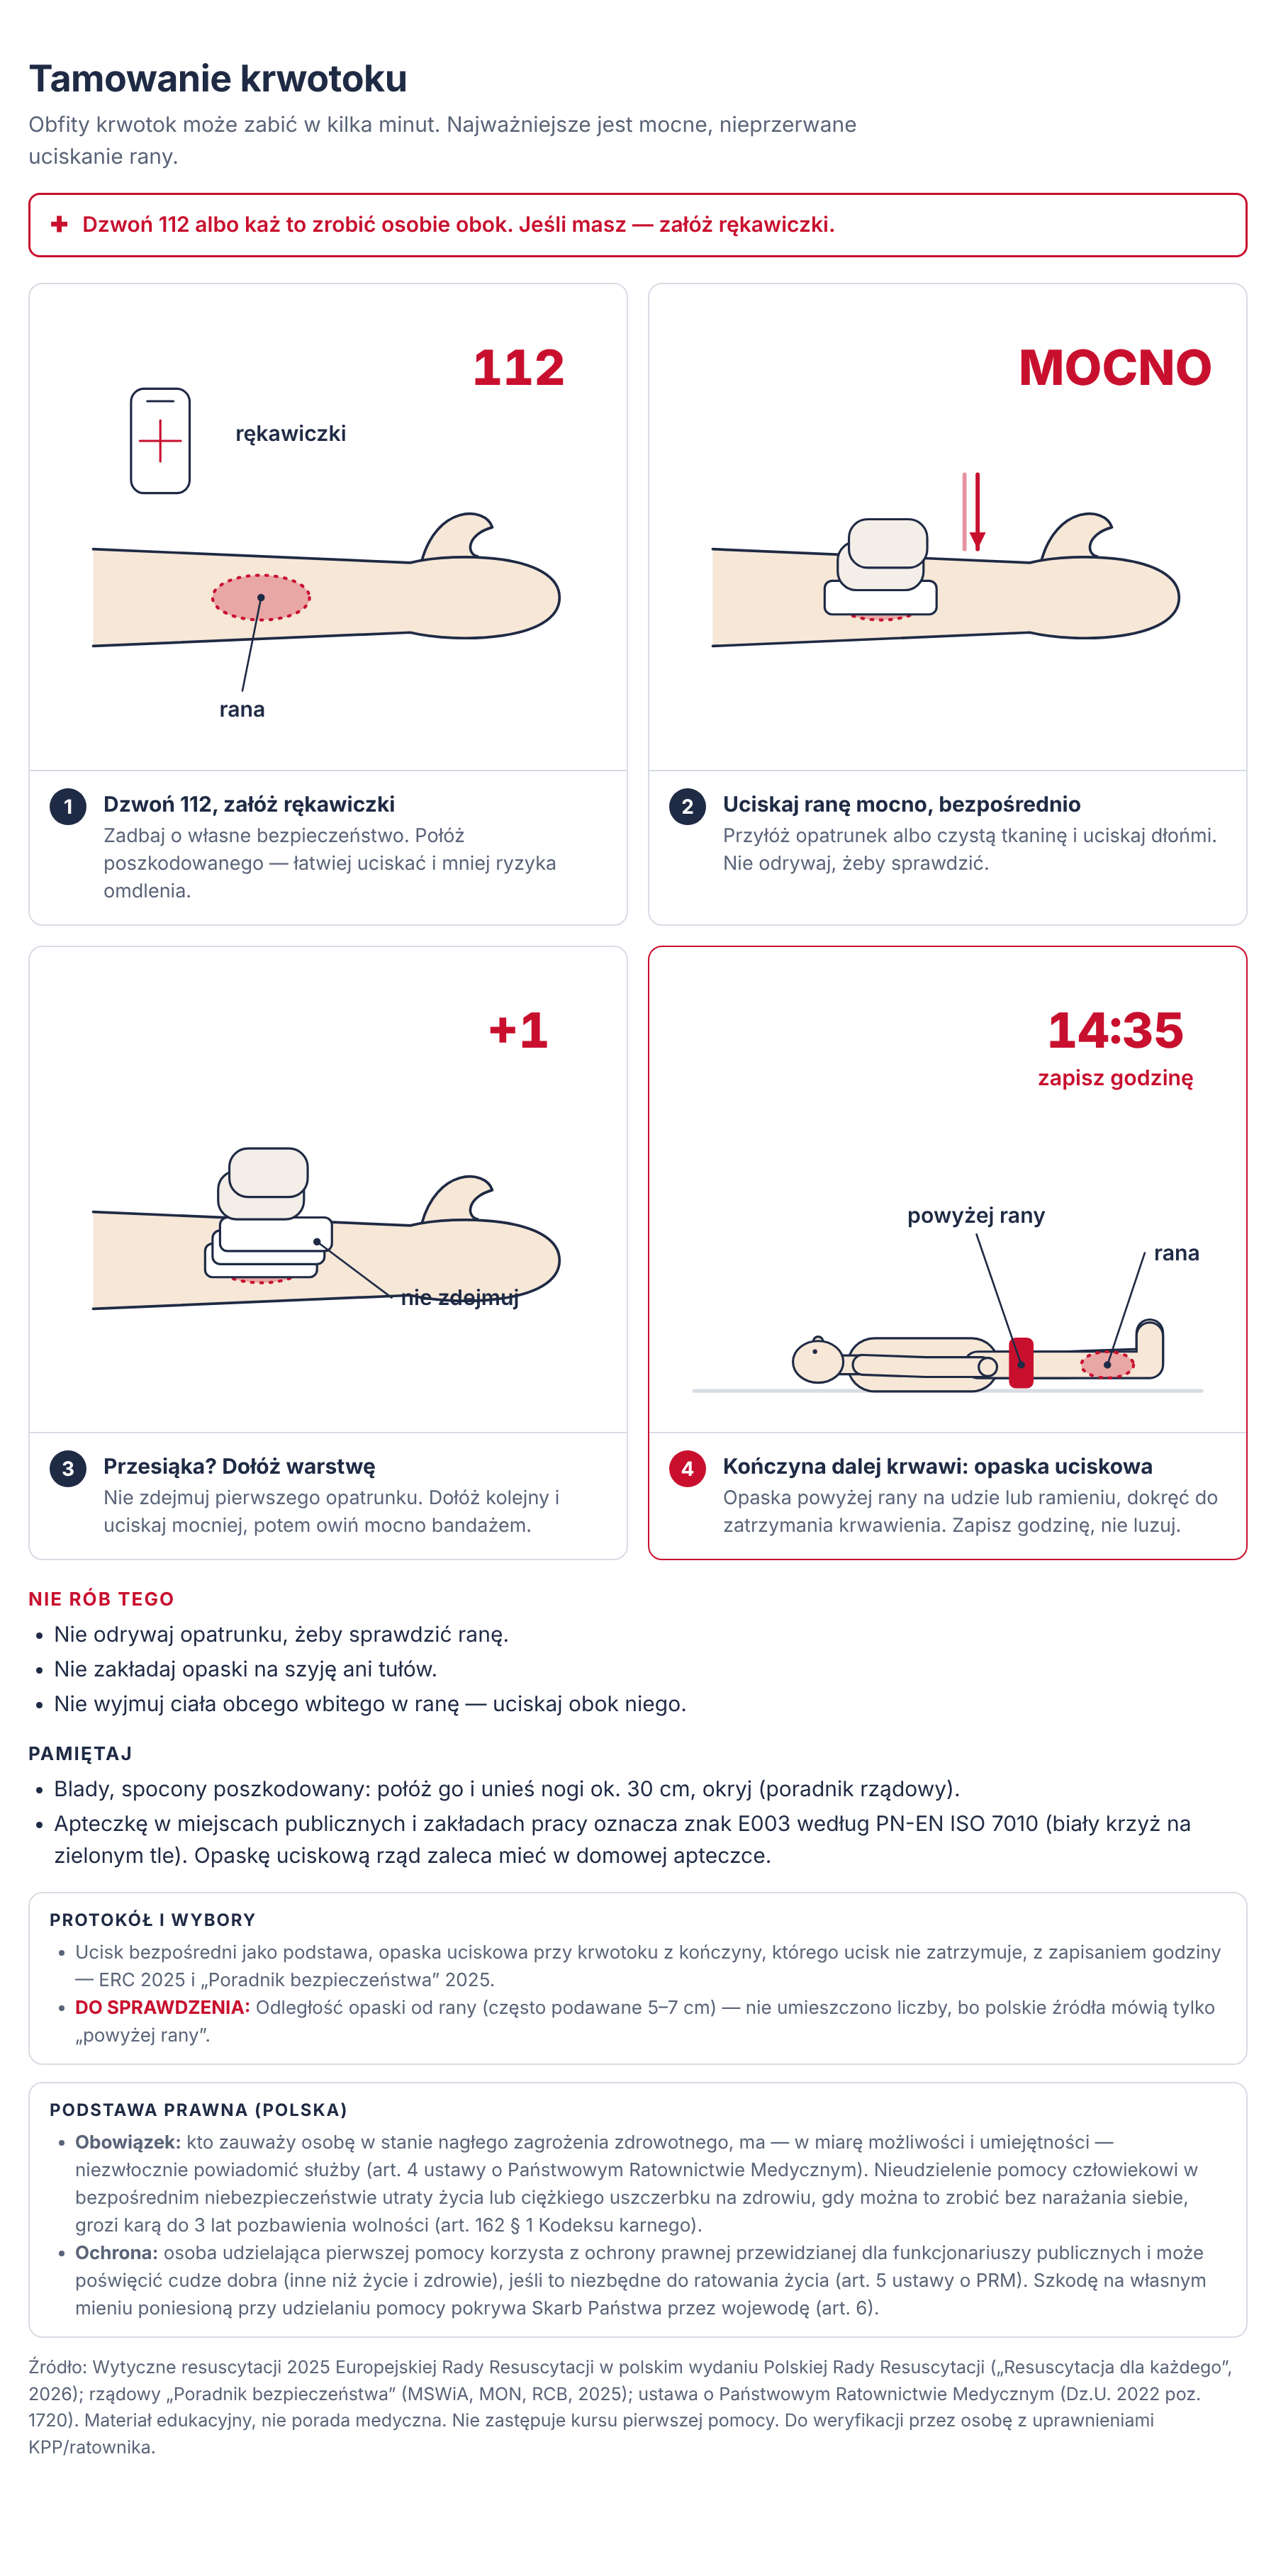 Tamowanie krwotoku
Obfity krwotok może zabić w kilka minut. Najważniejsze jest mocne, nieprzerwane
uciskanie rany.
Dzwoń 112 albo każ to zrobić osobie obok. Jeśli masz — załóż rękawiczki.
112
rękawiczki
rana
1
Dzwoń 112, załóż rękawiczki
Zadbaj o własne bezpieczeństwo. Połóż
poszkodowanego — łatwiej uciskać i mniej ryzyka
omdlenia.
MOCNO
2
Uciskaj ranę mocno, bezpośrednio
Przyłóż opatrunek albo czystą tkaninę i uciskaj dłońmi.
Nie odrywaj, żeby sprawdzić.
+1
nie zdejmuj
3
Przesiąka? Dołóż warstwę
Nie zdejmuj pierwszego opatrunku. Dołóż kolejny i
uciskaj mocniej, potem owiń mocno bandażem.
14:35
zapisz godzinę
powyżej rany
rana
4
Kończyna dalej krwawi: opaska uciskowa
Opaska powyżej rany na udzie lub ramieniu, dokręć do
zatrzymania krwawienia. Zapisz godzinę, nie luzuj.
NIE RÓB TEGO
• Nie odrywaj opatrunku, żeby sprawdzić ranę.
• Nie zakładaj opaski na szyję ani tułów.
• Nie wyjmuj ciała obcego wbitego w ranę — uciskaj obok niego.
PAMIĘTAJ
• Blady, spocony poszkodowany: połóż go i unieś nogi ok. 30 cm, okryj (poradnik rządowy).
• Apteczkę w miejscach publicznych i zakładach pracy oznacza znak E003 według PN-EN ISO 7010 (biały krzyż na
zielonym tle). Opaskę uciskową rząd zaleca mieć w domowej apteczce.
PROTOKÓŁ I WYBORY
• Ucisk bezpośredni jako podstawa, opaska uciskowa przy krwotoku z kończyny, którego ucisk nie zatrzymuje, z zapisaniem godziny
— ERC 2025 i „Poradnik bezpieczeństwa” 2025.
• DO SPRAWDZENIA: Odległość opaski od rany (często podawane 5–7 cm) — nie umieszczono liczby, bo polskie źródła mówią tylko
„powyżej rany”.
PODSTAWA PRAWNA (POLSKA)
• Obowiązek: kto zauważy osobę w stanie nagłego zagrożenia zdrowotnego, ma — w miarę możliwości i umiejętności —
niezwłocznie powiadomić służby (art. 4 ustawy o Państwowym Ratownictwie Medycznym). Nieudzielenie pomocy człowiekowi w
bezpośrednim niebezpieczeństwie utraty życia lub ciężkiego uszczerbku na zdrowiu, gdy można to zrobić bez narażania siebie,
grozi karą do 3 lat pozbawienia wolności (art. 162 § 1 Kodeksu karnego).
• Ochrona: osoba udzielająca pierwszej pomocy korzysta z ochrony prawnej przewidzianej dla funkcjonariuszy publicznych i może
poświęcić cudze dobra (inne niż życie i zdrowie), jeśli to niezbędne do ratowania życia (art. 5 ustawy o PRM). Szkodę na własnym
mieniu poniesioną przy udzielaniu pomocy pokrywa Skarb Państwa przez wojewodę (art. 6).
Źródło: Wytyczne resuscytacji 2025 Europejskiej Rady Resuscytacji w polskim wydaniu Polskiej Rady Resuscytacji („Resuscytacja dla każdego”,
2026); rządowy „Poradnik bezpieczeństwa” (MSWiA, MON, RCB, 2025); ustawa o Państwowym Ratownictwie Medycznym (Dz.U. 2022 poz.
1720). Materiał edukacyjny, nie porada medyczna. Nie zastępuje kursu pierwszej pomocy. Do weryfikacji przez osobę z uprawnieniami
KPP/ratownika.